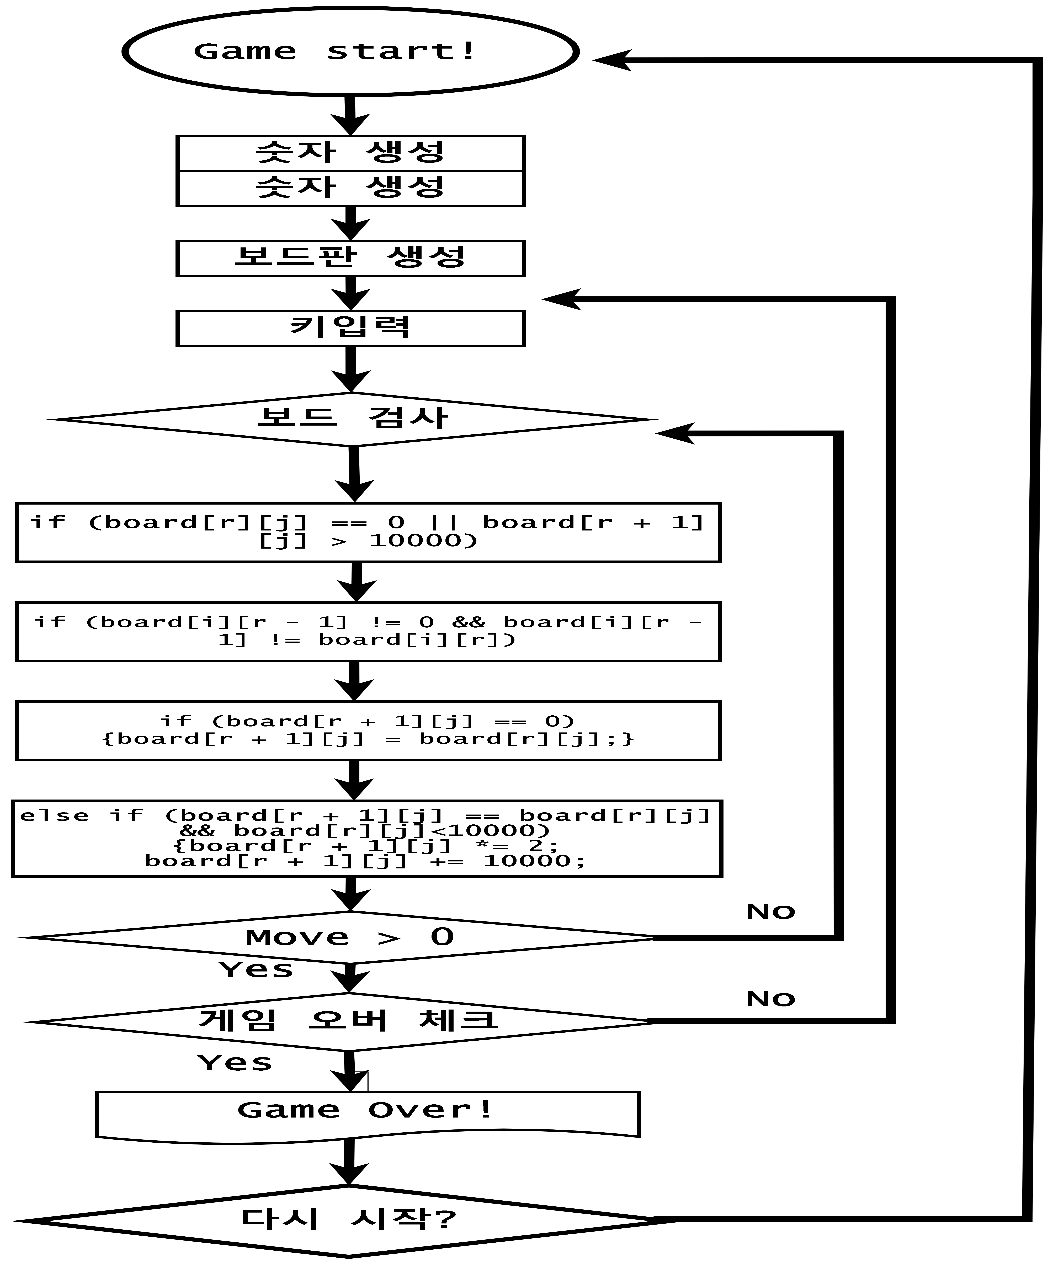 Game start!
숫자 생성
숫자 생성
보드판 생성
키입력
보드 검사
if (board[r][j] == 0 || board[r + 1]
[j] > 10000)
if (board[i][r - 1] != 0 && board[i][r -
1] != board[i][r])
if (board[r + 1][j] == 0)
{board[r + 1][j] = board[r][j];}
else if (board[r + 1][j] == board[r][j]
&& board[r][j]<10000)
{board[r + 1][j] *= 2;
board[r + 1][j] += 10000;
No
Move > 0
Yes
No
게임 오버 체크
Yes
Game Over!
다시 시작?